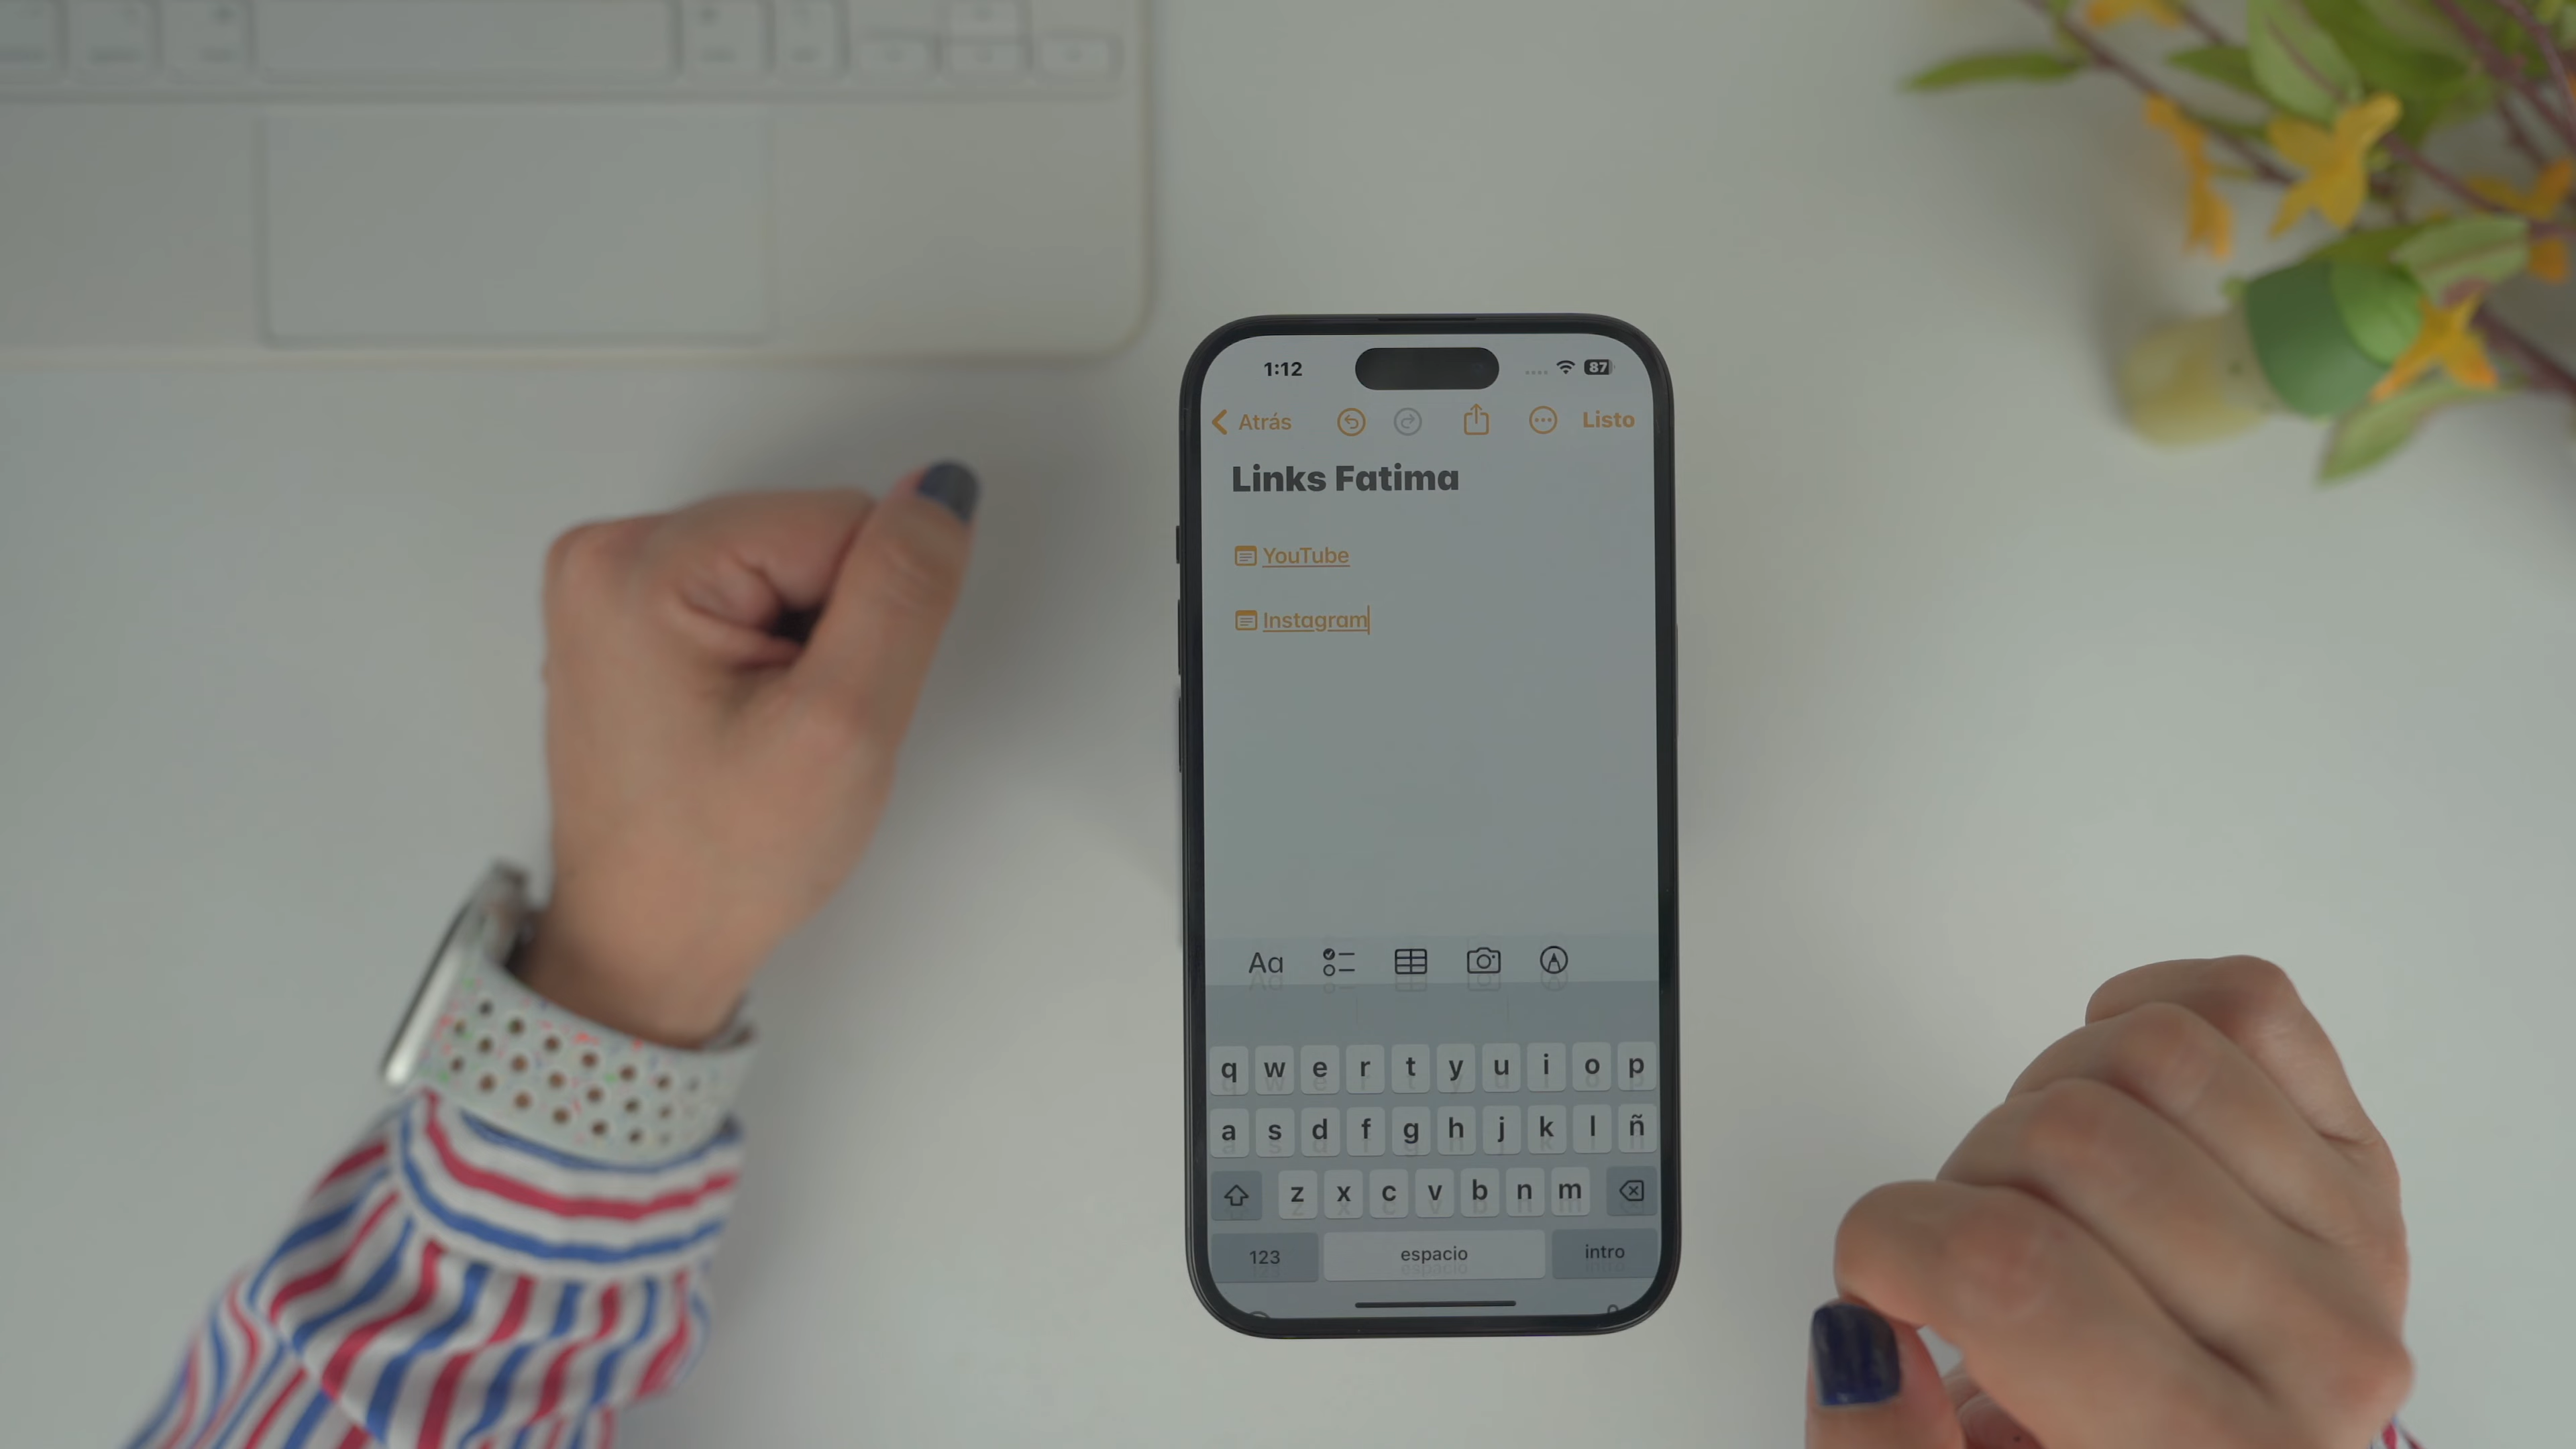 1:12
87
Atrás
Listo
Links Fatima
YouTube
Instagram
Aa
q w e r t y u i o p
a s d f g h j k l ñ
z x c v b n m
123 espacio intro